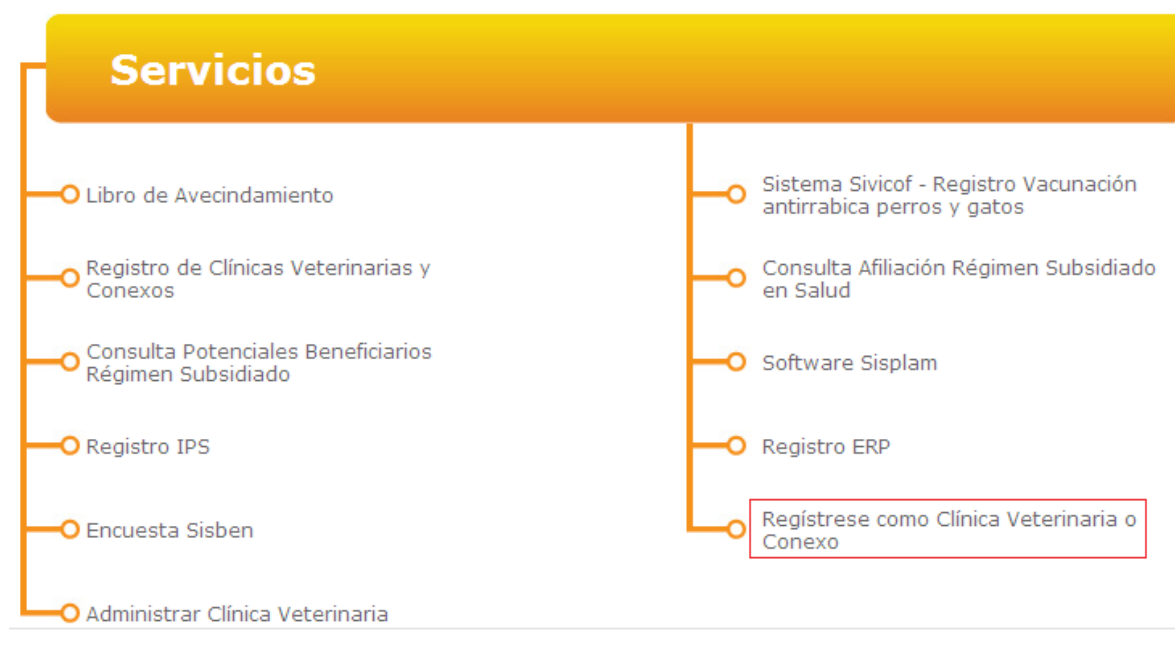 Servicios
Libro de Avecindamiento
Registro de Clínicas Veterinarias y
Conexos
Consulta Potenciales Beneficiarios
Régimen Subsidiado
Registro IPS
Encuesta Sisben
Administrar Clínica Veterinaria
Sistema Sivicof - Registro Vacunación
antirrabica perros y gatos
Consulta Afiliación Régimen Subsidiado
en Salud
Software Sisplam
Registro ERP
Regístrese como Clínica Veterinaria o
Conexo